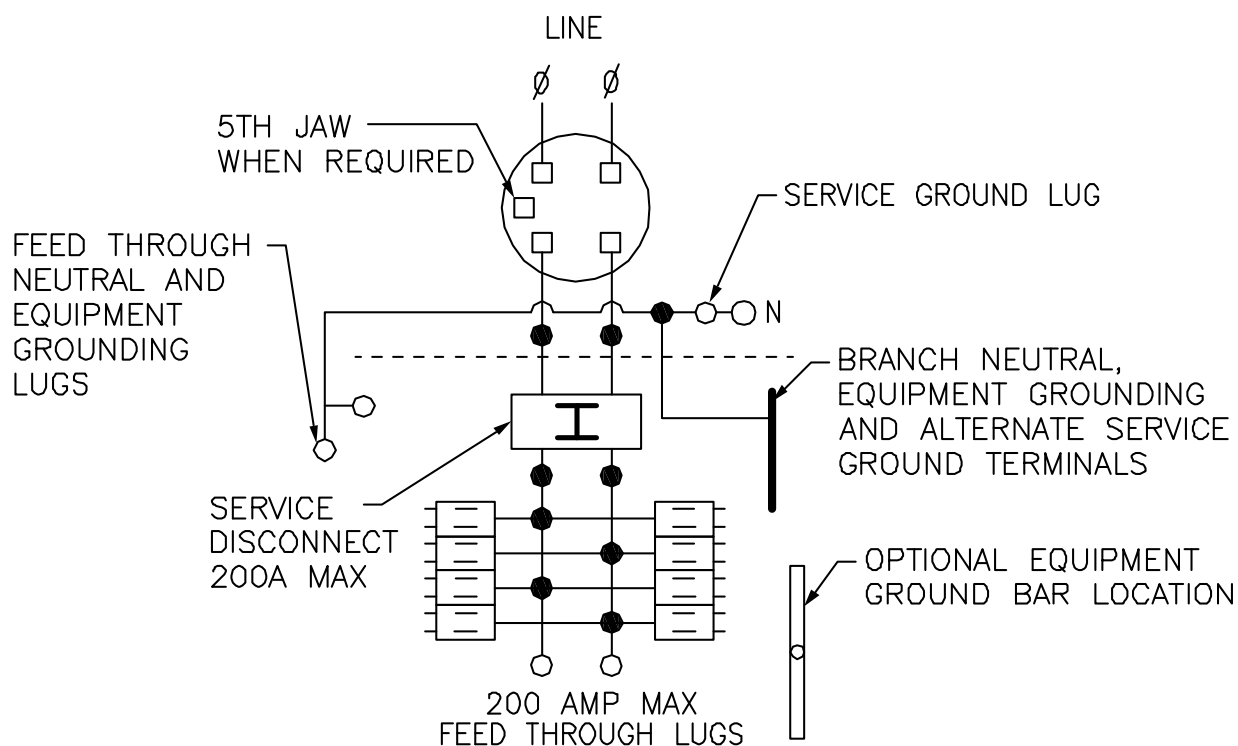 LINE
5TH JAW
WHEN REQUIRED
SERVICE GROUND LUG
FEED THROUGH
NEUTRAL AND
EQUIPMENT
GROUNDING
LUGS
N
BRANCH NEUTRAL,
EQUIPMENT GROUNDING
AND ALTERNATE SERVICE
GROUND TERMINALS
SERVICE
DISCONNECT
200A MAX
OPTIONAL EQUIPMENT
GROUND BAR LOCATION
200 AMP MAX
FEED THROUGH LUGS